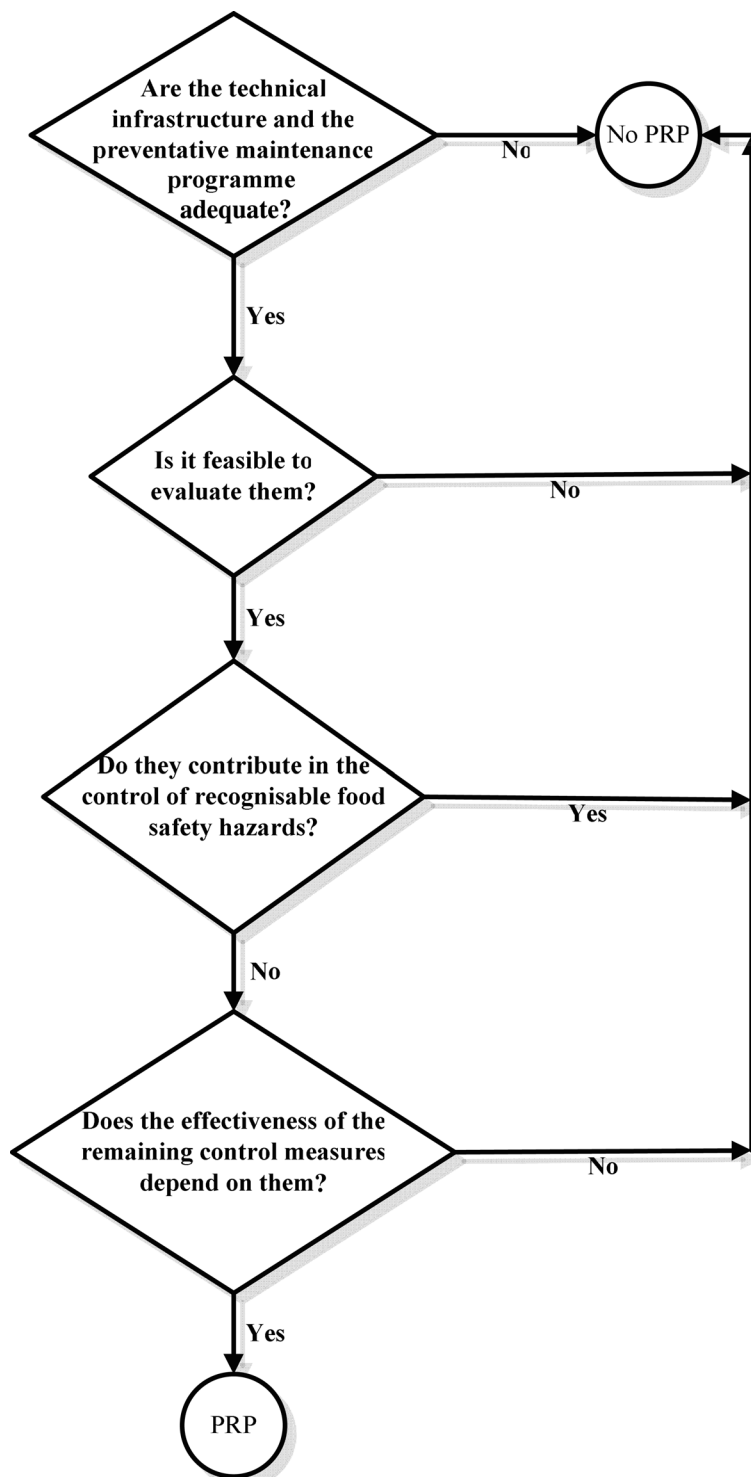 Are the technical
infrastructure and the
preventative maintenance
programme
adequate?
No
No PRP
Yes
Is it feasible to
evaluate them?
No
Yes
Do they contribute in the
control of recognisable food
safety hazards?
Yes
No
Does the effectiveness of the
remaining control measures
depend on them?
No
Yes
PRP